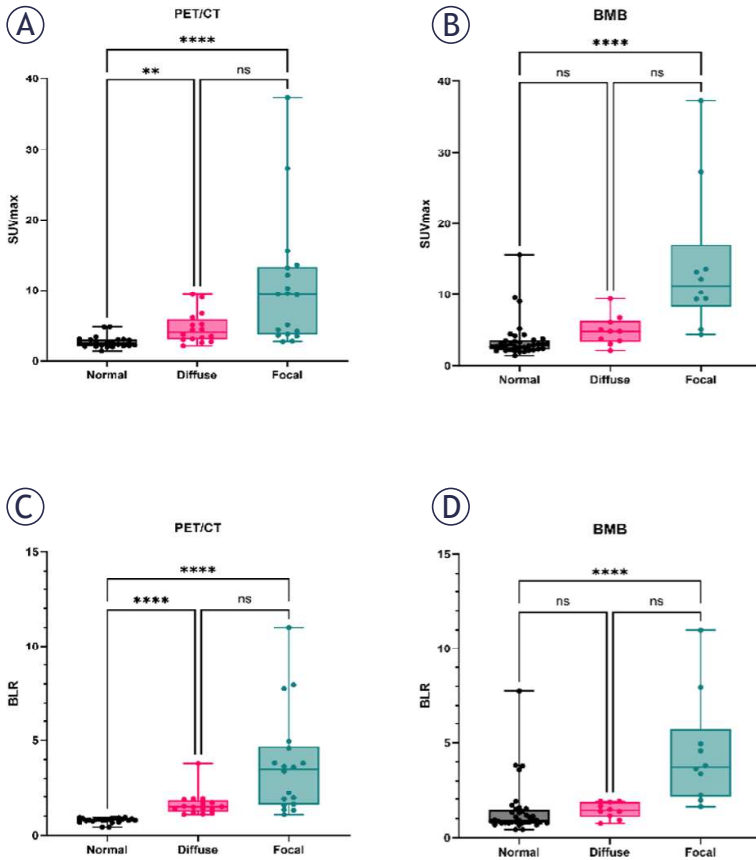 A
PET/CT
****
**
ns
SUVmax
40
30
20
10
0
Normal Diffuse Focal
B
BMB
****
ns
ns
SUVmax
40
30
20
10
0
Normal Diffuse Focal
C
PET/CT
****
****
ns
BLR
15
10
5
0
Normal Diffuse Focal
D
BMB
****
ns
ns
BLR
15
10
5
0
Normal Diffuse Focal